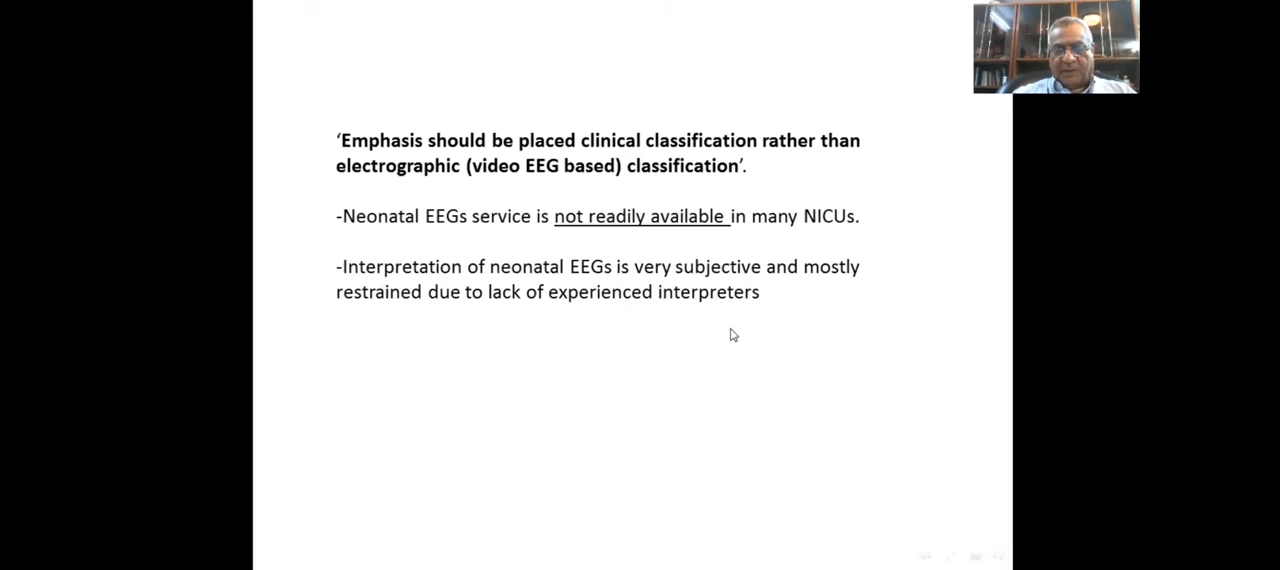 ‘Emphasis should be placed clinical classification rather than
electrographic (video EEG based) classification’.
-Neonatal EEGs service is not readily available in many NICUs.
-Interpretation of neonatal EEGs is very subjective and mostly
restrained due to lack of experienced interpreters